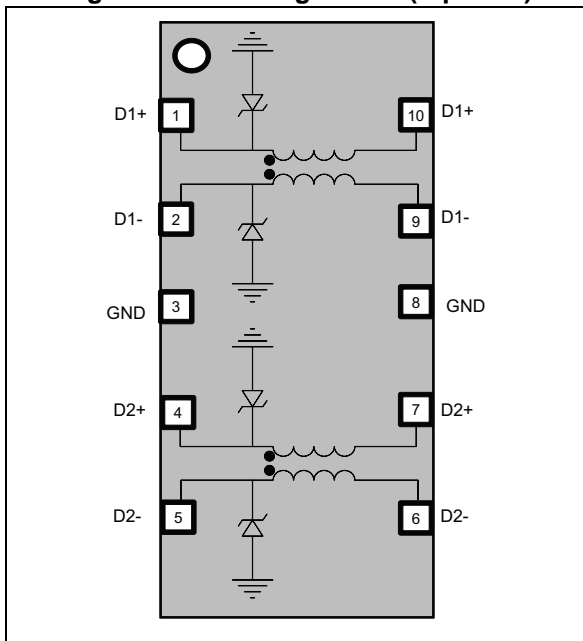 D1+ 1 10 D1+
D1- 2 9 D1-
GND 3 8 GND
D2+ 4 7 D2+
D2- 5 6 D2-